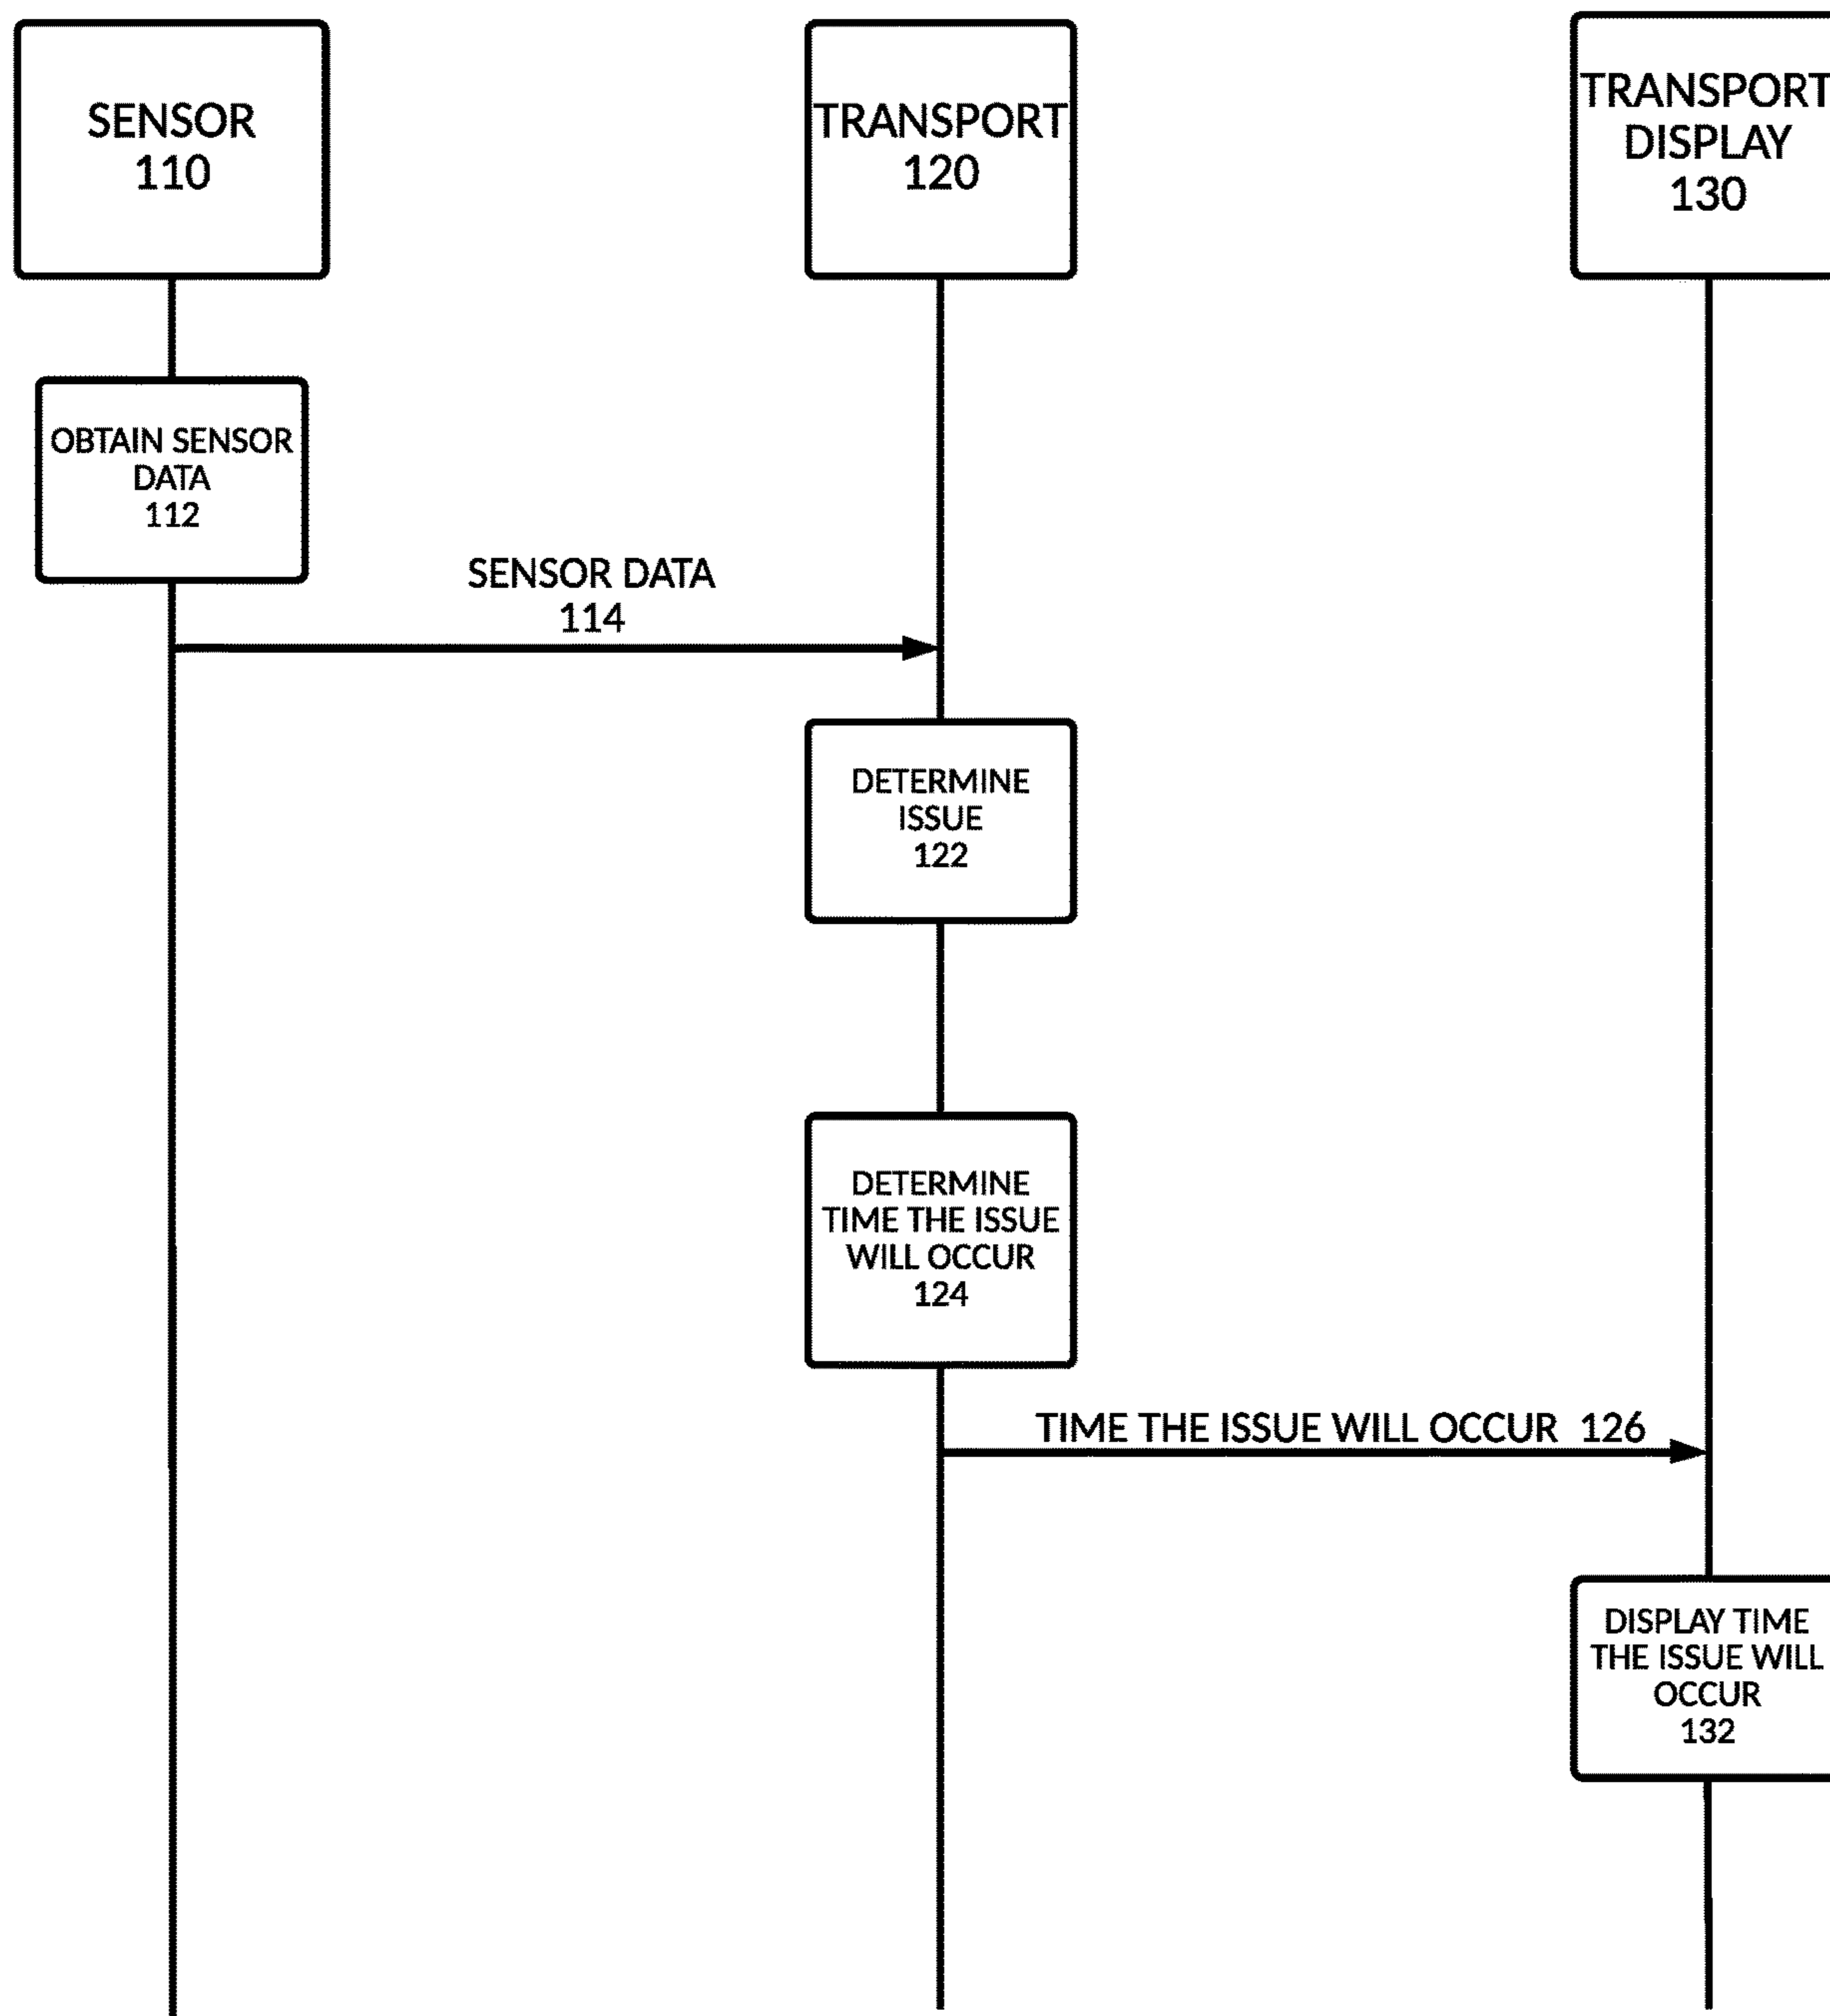 SENSOR
110
TRANSPORT
120
TRANSPORT
DISPLAY
130
OBTAIN SENSOR
DATA
112
SENSOR DATA
114
DETERMINE
ISSUE
122
DETERMINE
TIME THE ISSUE
WILL OCCUR
124
TIME THE ISSUE WILL OCCUR 126
DISPLAY TIME
THE ISSUE WILL
OCCUR
132